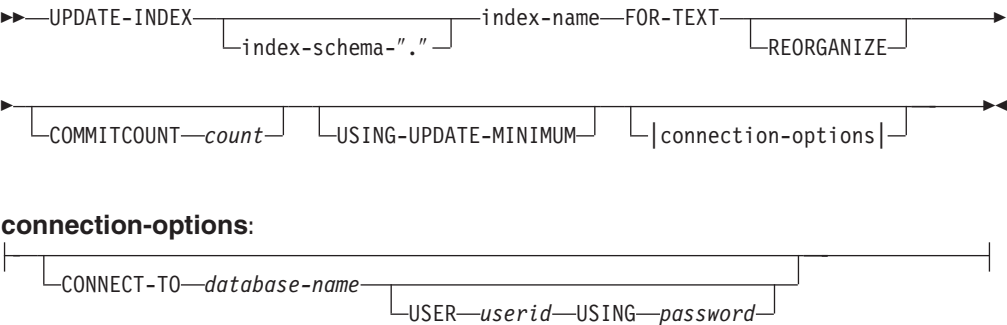 UPDATE-INDEX index-name FOR-TEXT
index-schema-"." REORGANIZE
COMMITCOUNT count USING-UPDATE-MINIMUM connection-options
connection-options:
CONNECT-TO database-name
USER userid USING password